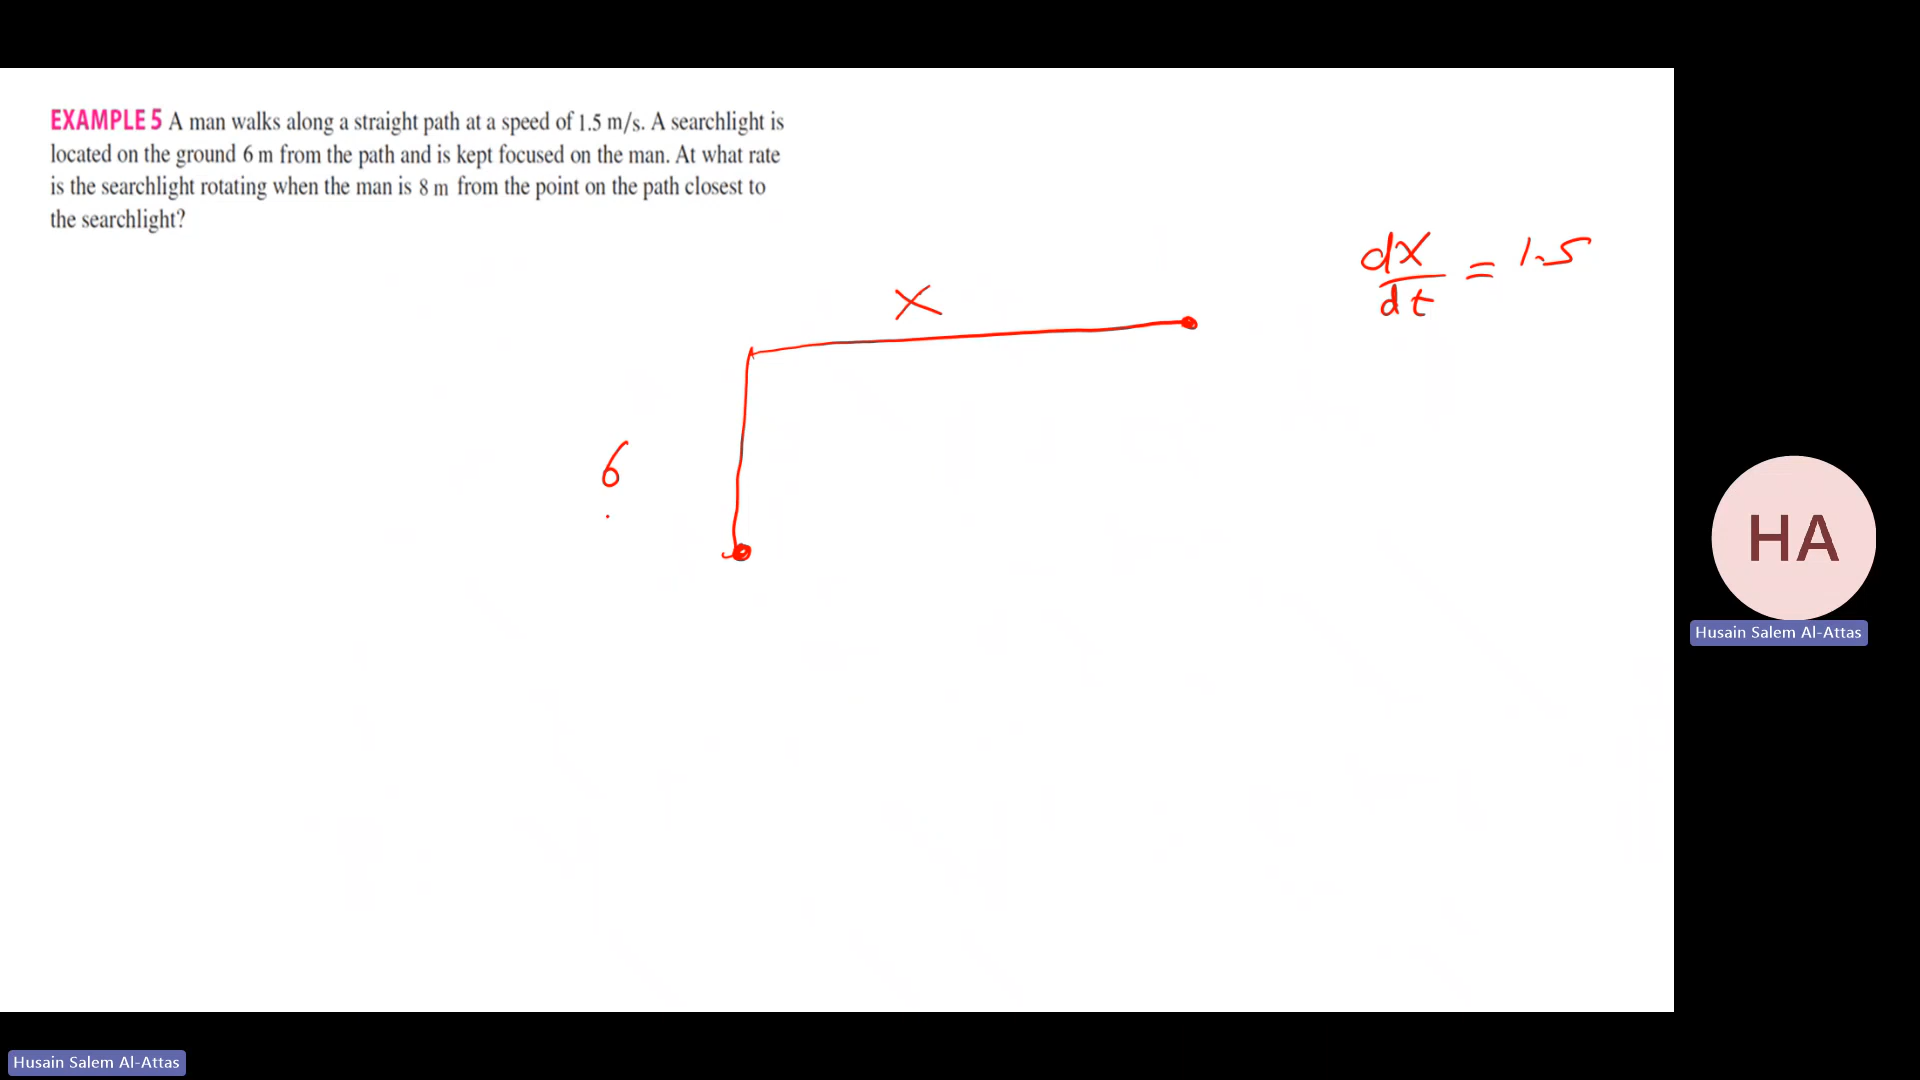 EXAMPLE 5 A man walks along a straight path at a speed of 1.5 m/s. A searchlight is
located on the ground 6 m from the path and is kept focused on the man. At what rate
is the searchlight rotating when the man is 8 m from the point on the path closest to
the searchlight?
dx/dt = 1.5
x
6
HA
Husain Salem Al-Attas
Husain Salem Al-Attas